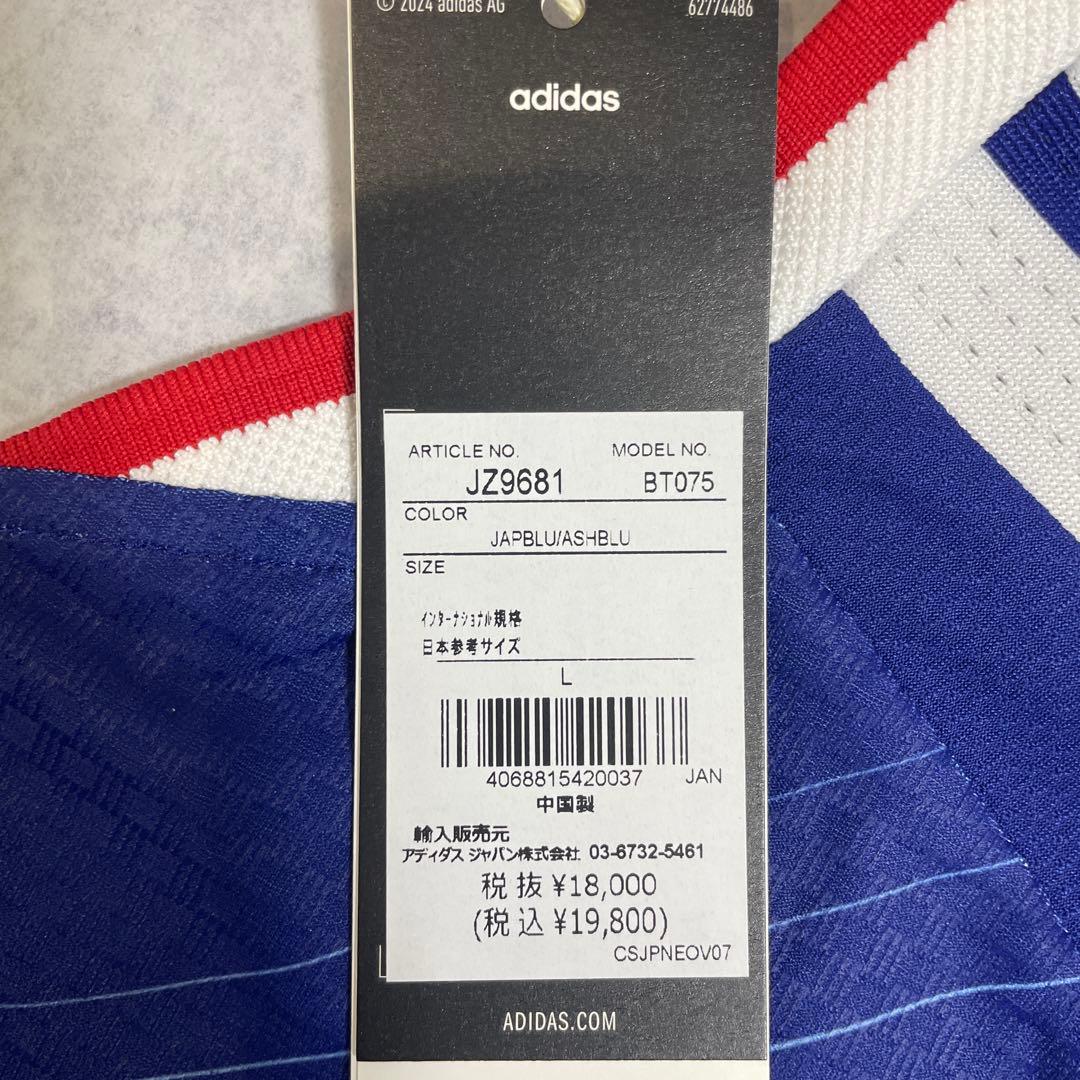 © 2024 adidas AG 62774486
adidas
ARTICLE NO. MODEL NO.
JZ9681 BT075
COLOR
JAPBLU/ASHBLU
SIZE
インターナショナル規格
日本参考サイズ
L
4068815420037 JAN
中国製
輸入販売元
アディダス ジャパン株式会社 03-6732-5461
税抜 ¥18,000
(税込 ¥19,800)
CSJPNEOV07
ADIDAS.COM